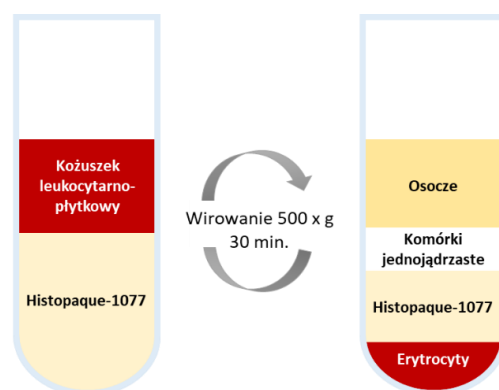 Kożuszek
leukocytarno-
płytkowy
Histopaque-1077
Wirowanie 500 x g
30 min.
Osocze
Komórki
jednojądrzaste
Histopaque-1077
Erytrocyty